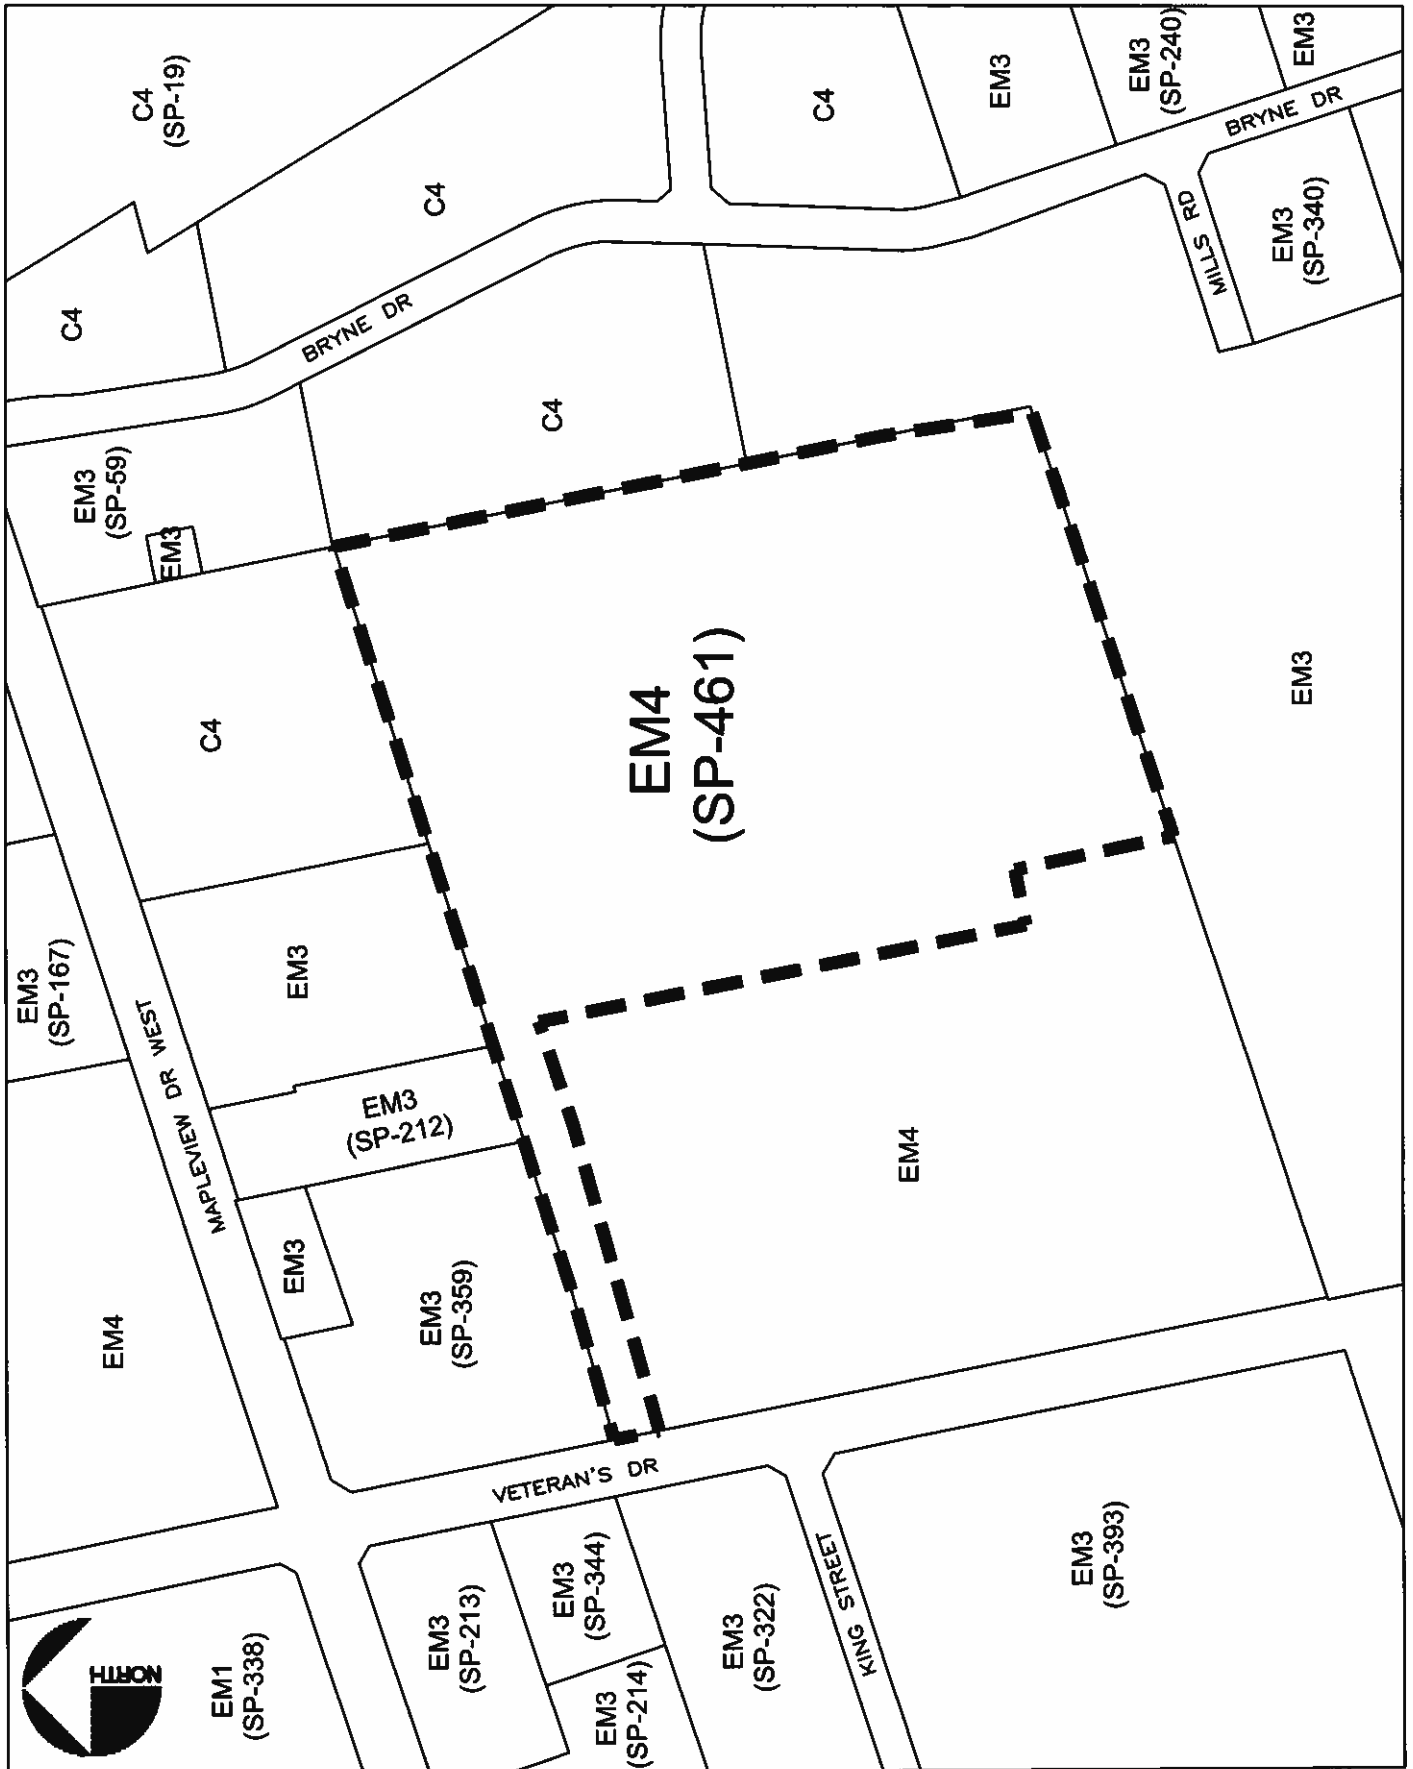 C4
(SP-19)
C4
C4
EM3
EM3
(SP-240)
EM3
BRYNE DR
MILLS RD
EM3
(SP-340)
C4
BRYNE DR
C4
EM3
(SP-59)
EM3
C4
EM4
(SP-461)
EM3
EM3
(SP-167)
MAPLEVIEW DR WEST
EM3
EM3
(SP-212)
EM3
EM3
(SP-359)
EM4
EM4
VETERAN'S DR
KING STREET
EM3
(SP-393)
EM3
(SP-213)
EM3
(SP-344)
EM3
(SP-214)
EM3
(SP-322)
EM1
(SP-338)
NORTH